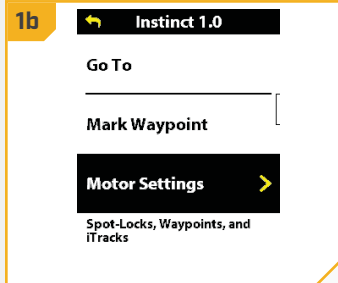 1b
Instinct 1.0
Go To
Mark Waypoint
Motor Settings
Spot-Locks, Waypoints, and
iTracks